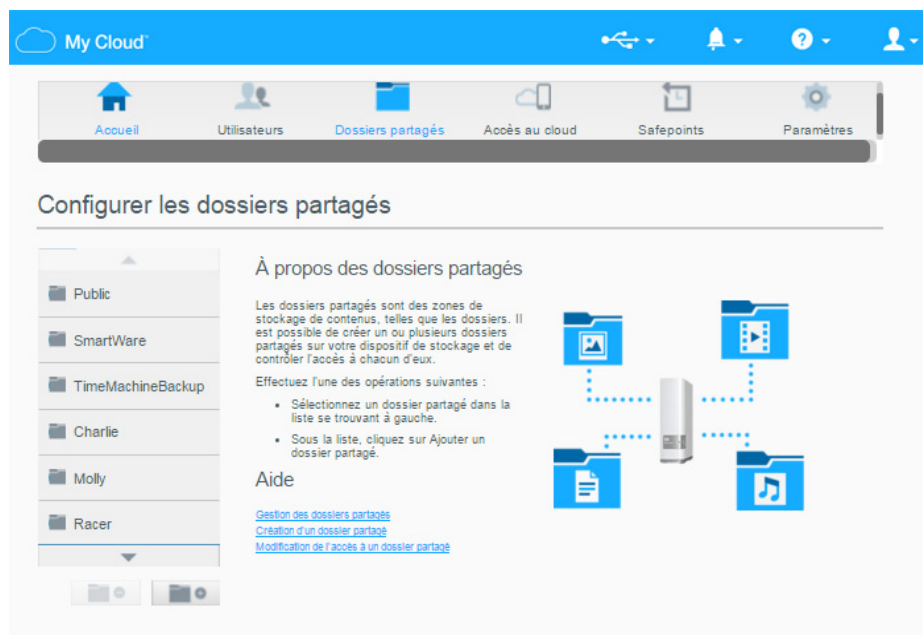 My Cloud™
Accueil
Utilisateurs
Dossiers partagés
Accès au cloud
Safepoints
Paramètres
Configurer les dossiers partagés
Public
SmartWare
TimeMachineBackup
Charlie
Molly
Racer
À propos des dossiers partagés
Les dossiers partagés sont des zones de
stockage de contenus, telles que les dossiers. Il
est possible de créer un ou plusieurs dossiers
partagés sur votre dispositif de stockage et de
contrôler l'accès à chacun d'eux.
Effectuez l'une des opérations suivantes :
• Sélectionnez un dossier partagé dans la
liste se trouvant à gauche.
• Sous la liste, cliquez sur Ajouter un
dossier partagé.
Aide
Gestion des dossiers partagés
Création d'un dossier partagé
Modification de l'accès à un dossier partagé